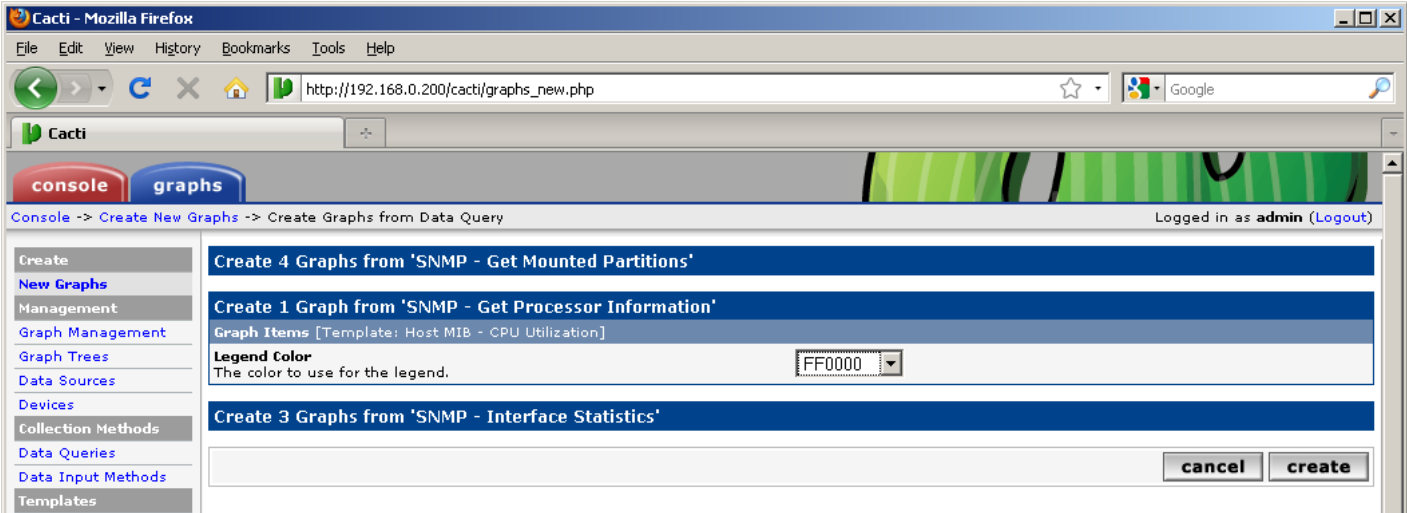 Cacti - Mozilla Firefox
File Edit View History Bookmarks Tools Help
http://192.168.0.200/cacti/graphs_new.php
Google
Cacti
console graphs
Console -> Create New Graphs -> Create Graphs from Data Query
Logged in as admin (Logout)
Create
New Graphs
Management
Graph Management
Graph Trees
Data Sources
Devices
Collection Methods
Data Queries
Data Input Methods
Templates
Create 4 Graphs from 'SNMP - Get Mounted Partitions'
Create 1 Graph from 'SNMP - Get Processor Information'
Graph Items [Template: Host MIB - CPU Utilization]
Legend Color
FF0000
The color to use for the legend.
Create 3 Graphs from 'SNMP - Interface Statistics'
cancel create